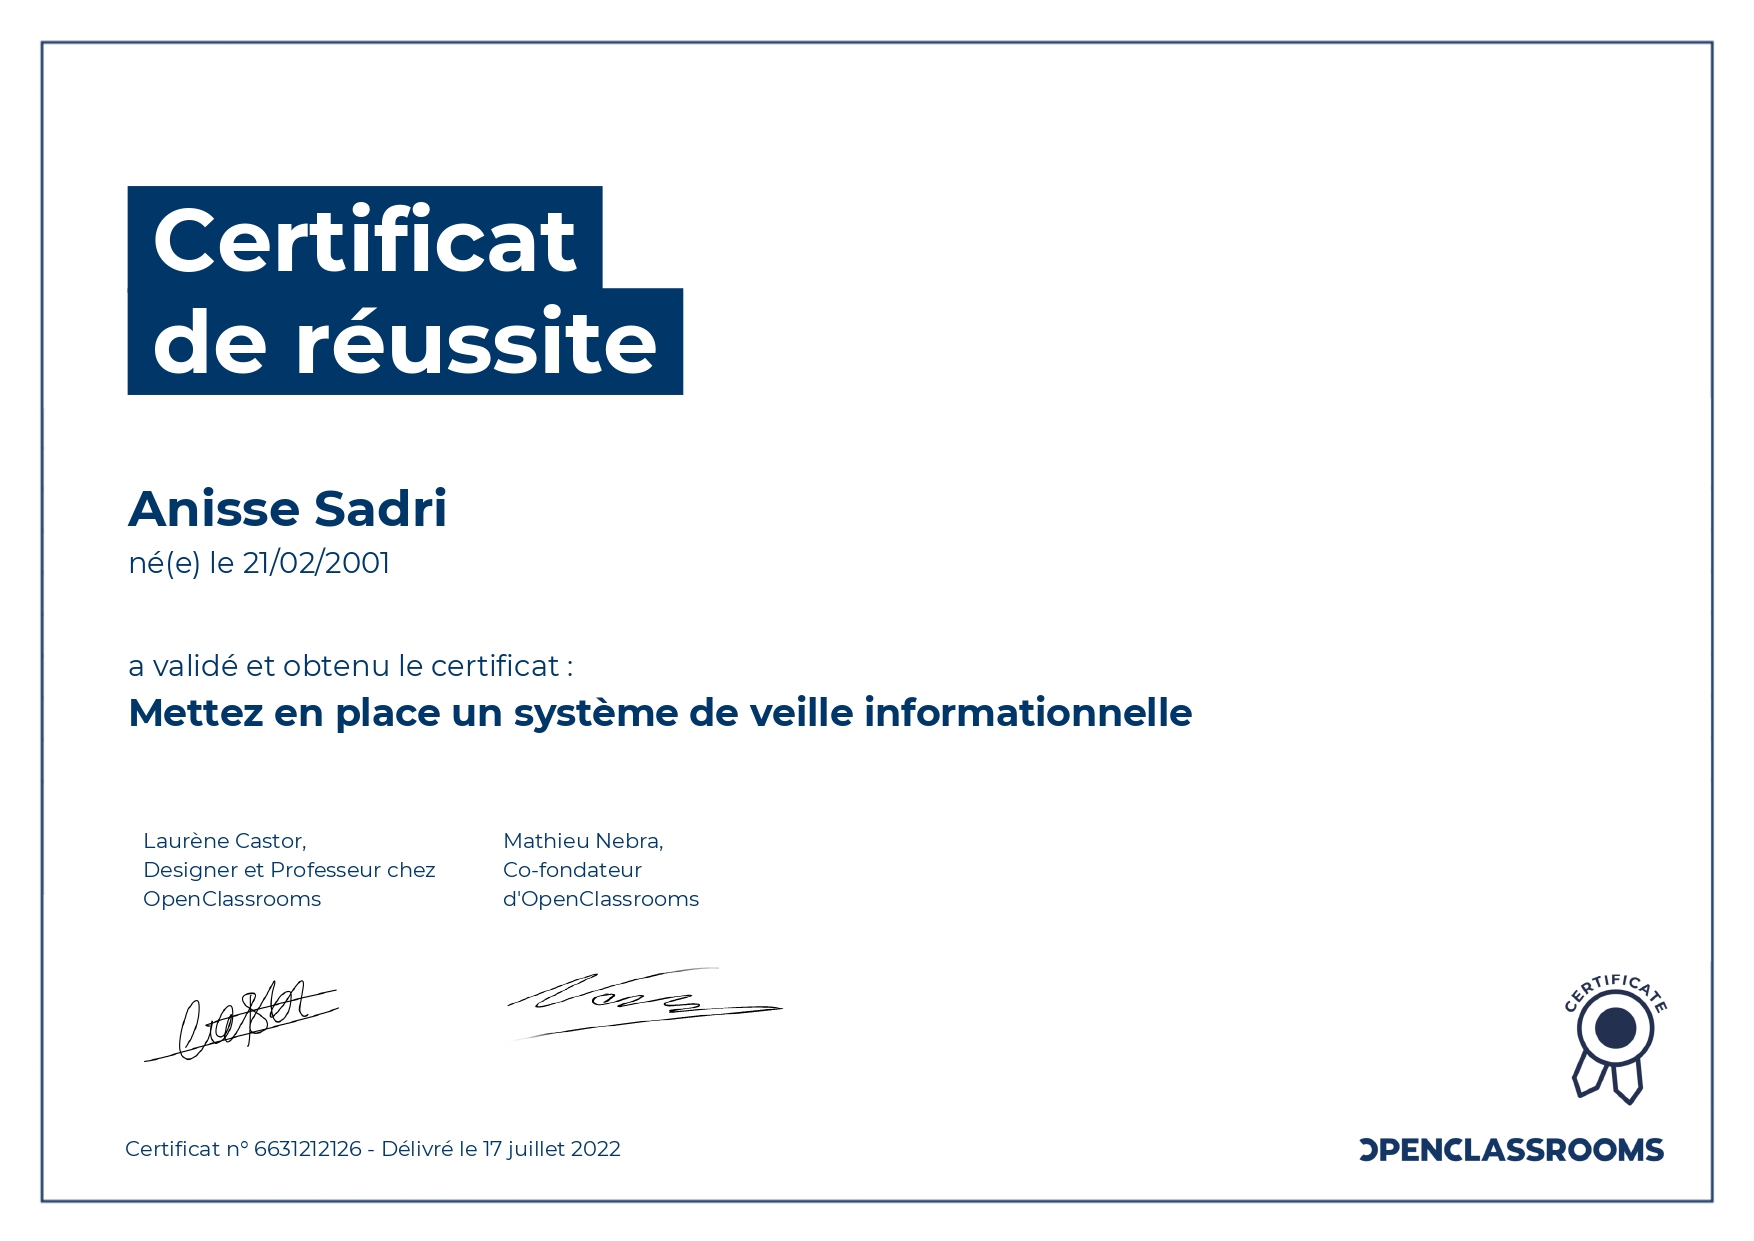 Certificat
de réussite
Anisse Sadri
né(e) le 21/02/2001
a validé et obtenu le certificat :
Mettez en place un système de veille informationnelle
Laurène Castor,
Designer et Professeur chez
OpenClassrooms
Mathieu Nebra,
Co-fondateur
d'OpenClassrooms
CERTIFICATE
Certificat n° 6631212126 - Délivré le 17 juillet 2022
OPENCLASSROOMS